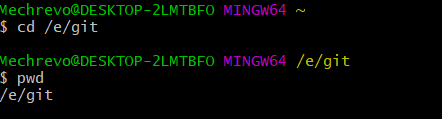 Mechrevo@DESKTOP-2LMTBFO MINGW64 ~
$ cd /e/git
Mechrevo@DESKTOP-2LMTBFO MINGW64 /e/git
$ pwd
/e/git